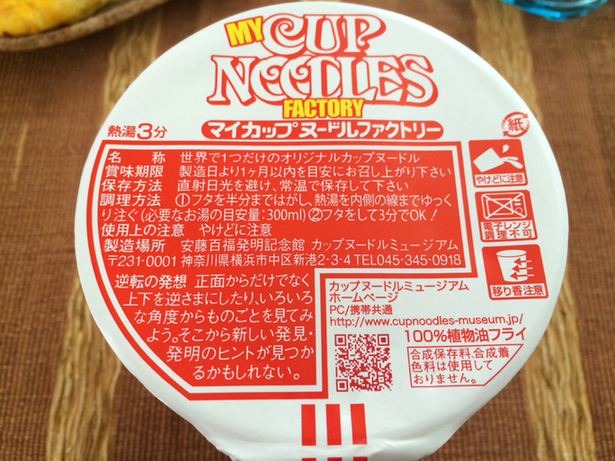 MY CUP
NOODLES
FACTORY
熱湯3分
マイカップヌードルファクトリー
紙
名　　称　世界で1つだけのオリジナルカップヌードル
賞味期限　製造日より1ヶ月以内を目安にお召し上がり下さい
保存方法　直射日光を避け、常温で保存して下さい
調理方法　①フタを半分まではがし、熱湯を内側の線までゆっく
り注ぐ(必要なお湯の目安量:300ml)②フタをして3分でOK!
使用上の注意　やけどに注意
製造場所　安藤百福発明記念館 カップヌードルミュージアム
〒231-0001 神奈川県横浜市中区新港2-3-4 TEL045-345-0918
やけどに注意
電子レンジ
調理不可
移り香注意
逆転の発想　正面からだけでなく
上下を逆さまにしたり、いろいろ
な角度からものごとを見てみ
よう。そこから新しい発見・
発明のヒントが見つか
るかもしれない。
カップヌードルミュージアム
ホームページ
PC/携帯共通
http://www.cupnoodles-museum.jp/
100%植物油フライ
合成保存料、合成着
色料は使用して
おりません。